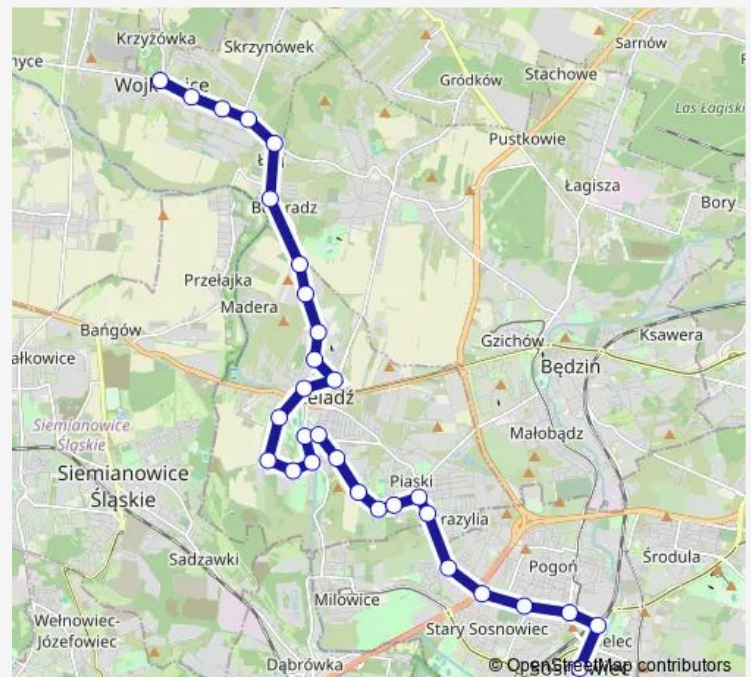 Krzyżówka
Skrzynówek
Sarnów
Gródków
Stachowe
Las Łagiski
Pustkowie
Łagisza
Bory
Przełajka
Madera
Bańgów
Gzichów
Ksawera
Będzin
Siemianowice
Śląskie
Małobądz
Siemianowice
Śląskie
Piaski
Sadzawki
Pogoń
Środula
Milowice
Wełnowiec-
Józefowiec
Stary Sosnowiec
Dąbrówka
© OpenStreetMap contributors